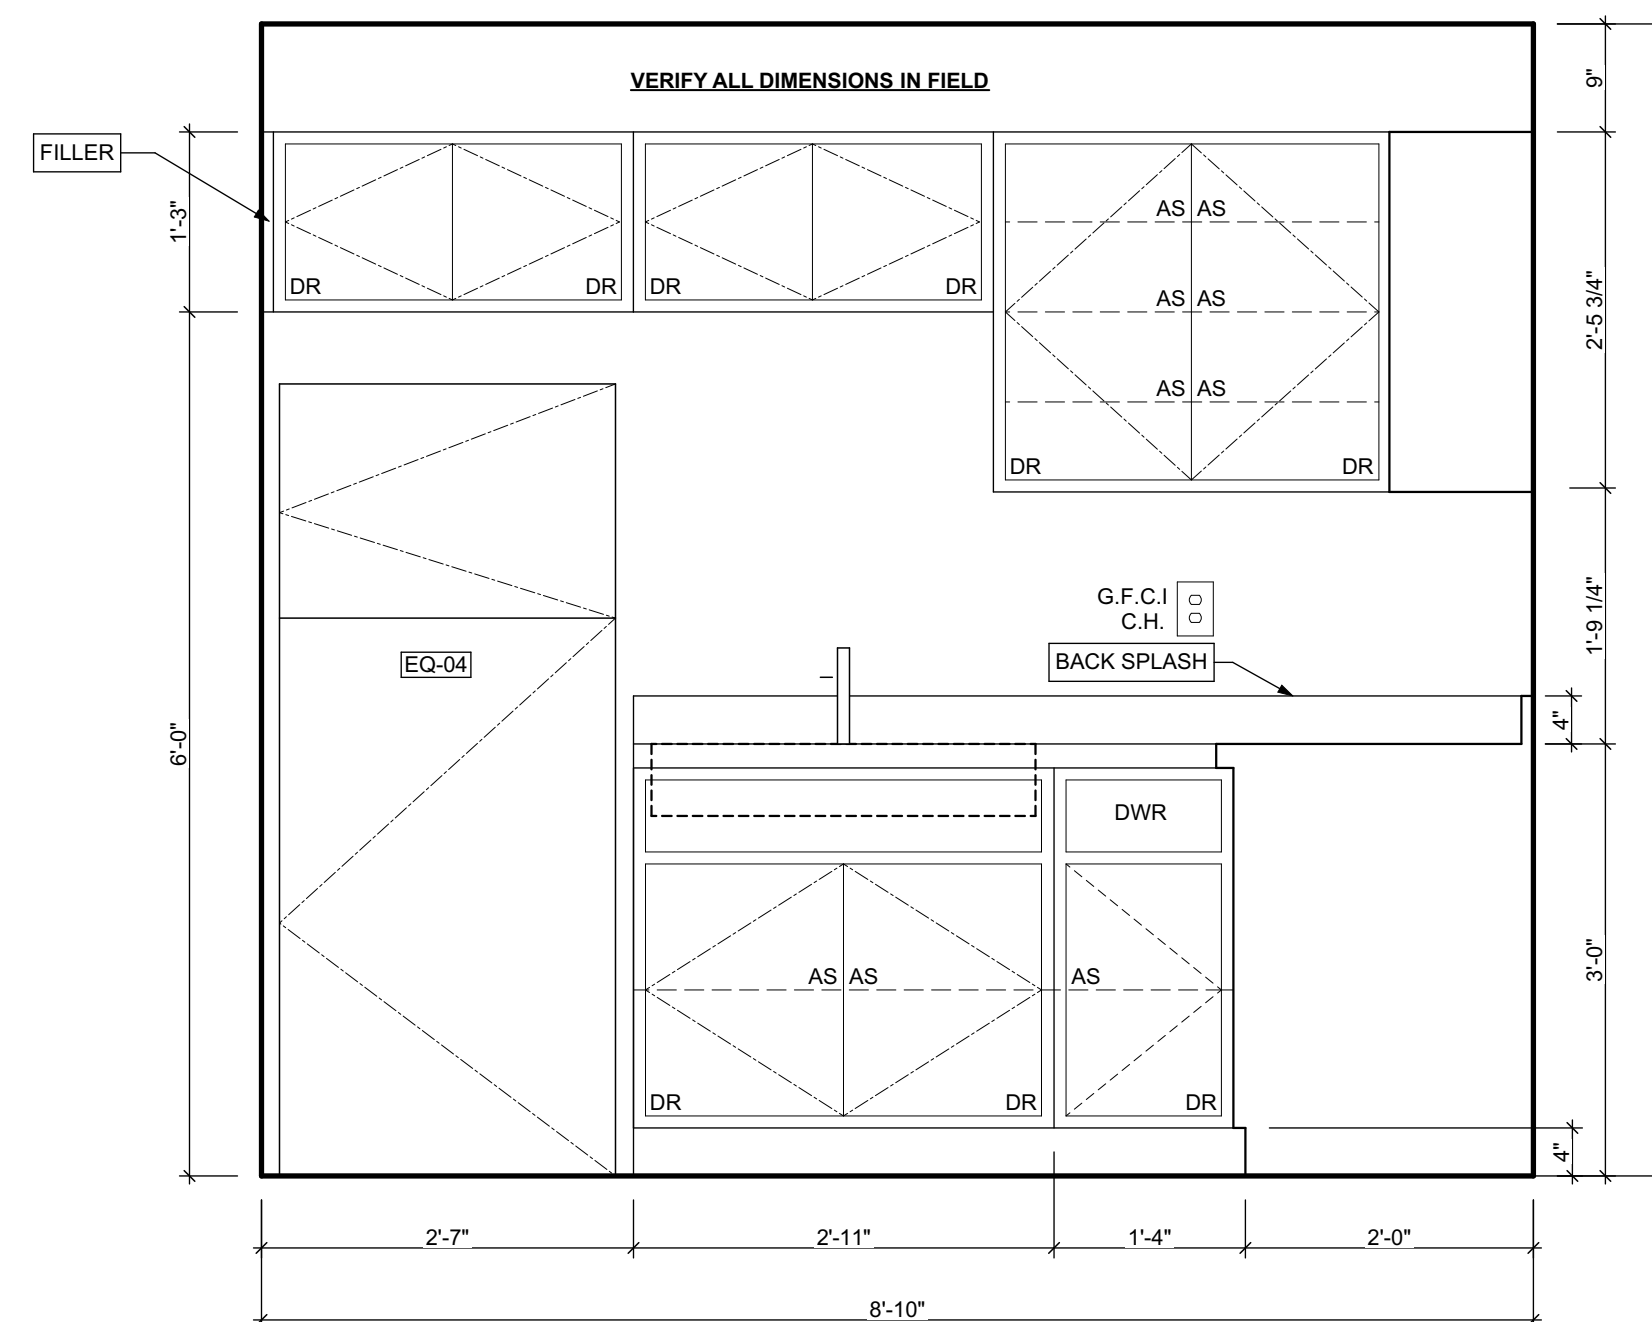 VERIFY ALL DIMENSIONS IN FIELD
9"
FILLER
1'-3"
DR DR DR DR
AS AS
AS AS
AS AS
DR DR
2'-5 3/4"
G.F.C.I
C.H.
1'-9 1/4"
BACK SPLASH
EQ-04
4"
6'-0"
DWR
3'-0"
AS AS AS
DR DR DR
4"
2'-7" 2'-11" 1'-4" 2'-0"
8'-10"